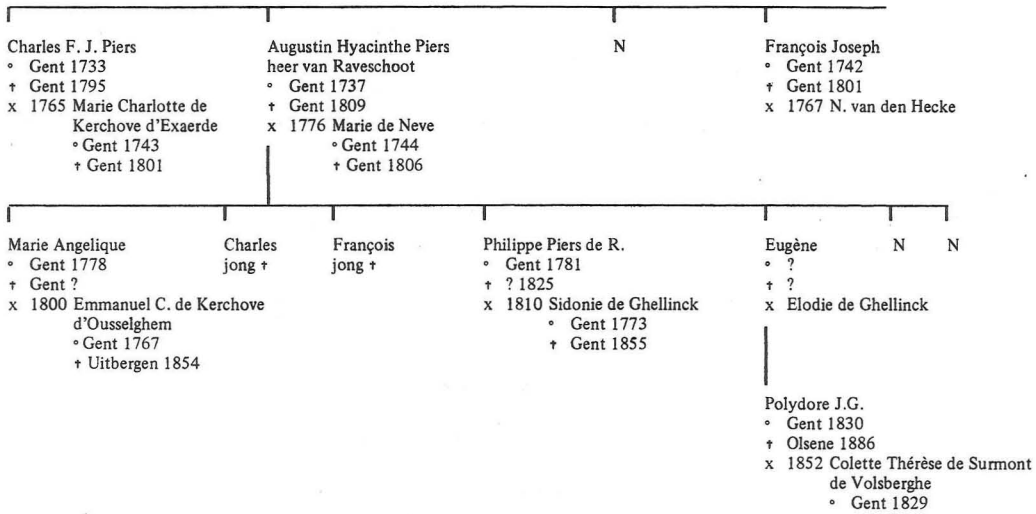 Charles F. J. Piers
° Gent 1733
† Gent 1795
x 1765 Marie Charlotte de
Kerchove d'Exaerde
° Gent 1743
† Gent 1801
Augustin Hyacinthe Piers
heer van Raveschoot
° Gent 1737
† Gent 1809
x 1776 Marie de Neve
° Gent 1744
† Gent 1806
N
François Joseph
° Gent 1742
† Gent 1801
x 1767 N. van den Hecke
Marie Angelique
° Gent 1778
† Gent ?
x 1800 Emmanuel C. de Kerchove
d'Ousselghem
° Gent 1767
† Uitbergen 1854
Charles
jong †
François
jong †
Philippe Piers de R.
° Gent 1781
† ? 1825
x 1810 Sidonie de Ghellinck
° Gent 1773
† Gent 1855
Eugène
° ?
† ?
x Elodie de Ghellinck
N
N
Polydore J.G.
° Gent 1830
† Olsene 1886
x 1852 Colette Thérèse de Surmont
de Volsberghe
° Gent 1829